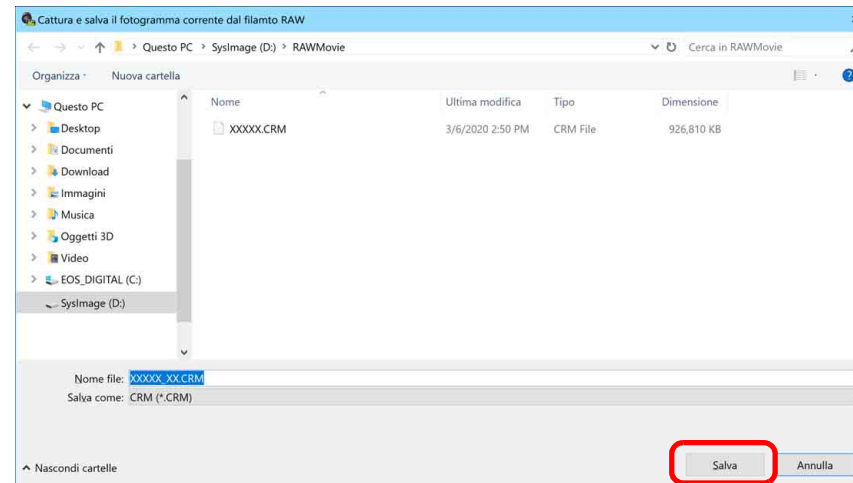 Cattura e salva il fotogramma corrente dal filamto RAW
Questo PC > SysImage (D:) > RAWMovie
Cerca in RAWMovie
Organizza
Nuova cartella
Questo PC
Desktop
Documenti
Download
Immagini
Musica
Oggetti 3D
Video
EOS_DIGITAL (C:)
SysImage (D:)
Nome Ultima modifica Tipo Dimensione
XXXXX.CRM 3/6/2020 2:50 PM CRM File 926,810 KB
Nome file: XXXXX_XX.CRM
Salva come: CRM (*.CRM)
Nascondi cartelle
Salva
Annulla